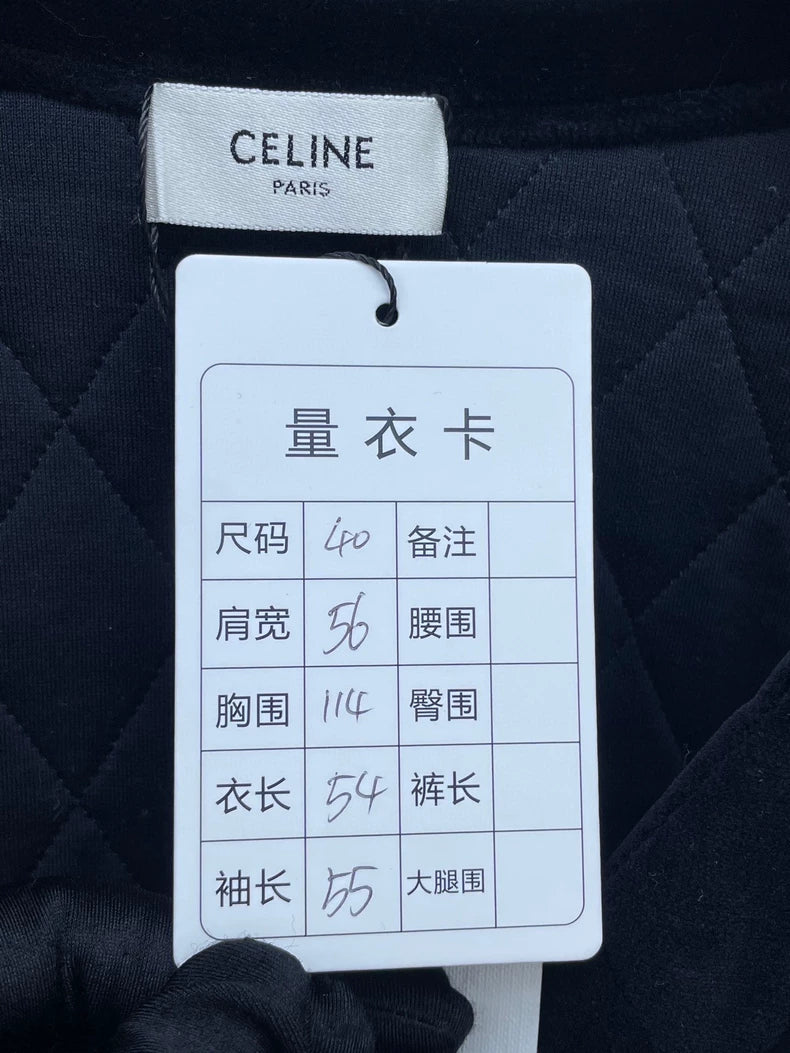 CELINE
PARIS
量衣卡
尺码 40 备注
肩宽 56 腰围
胸围 114 臀围
衣长 54 裤长
袖长 55 大腿围